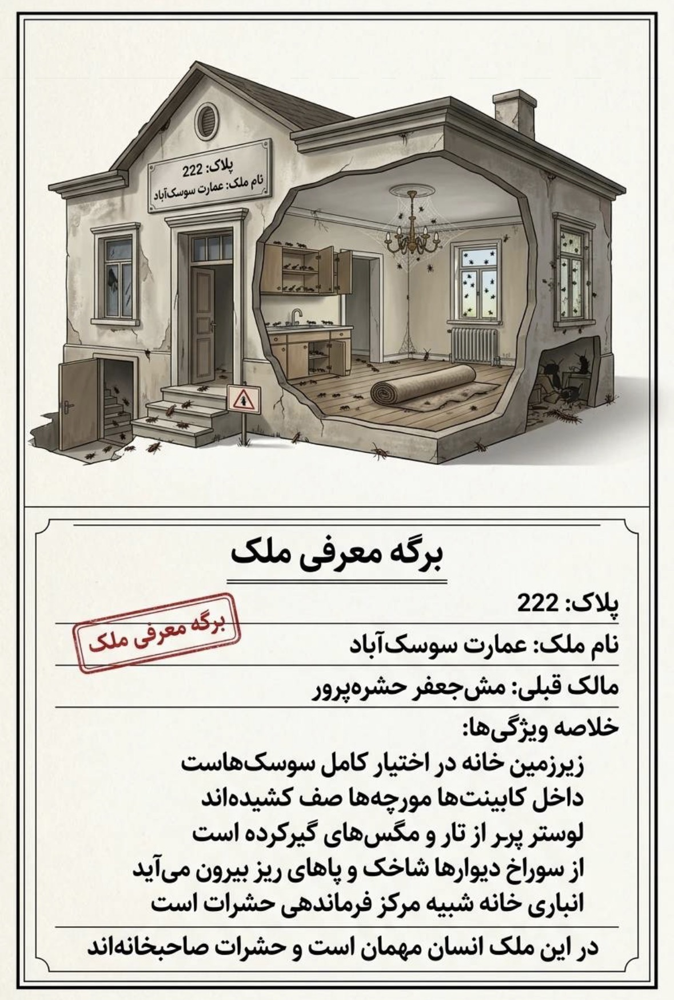 پلاک: 222
نام ملک: عمارت سوسک‌آباد
برگه معرفی ملک
پلاک: 222
برگه معرفی ملک
نام ملک: عمارت سوسک‌آباد
مالک قبلی: مش‌جعفر حشره‌پرور
خلاصه ویژگی‌ها:
زیرزمین خانه در اختیار کامل سوسک‌هاست
داخل کابینت‌ها مورچه‌ها صف کشیده‌اند
لوستر پرر از تار و مگس‌های گیرکرده است
از سوراخ دیوارها شاخک و پاهای ریز بیرون می‌آید
انباری خانه شبیه مرکز فرماندهی حشرات است
در این ملک انسان مهمان است و حشرات صاحبخانه‌اند